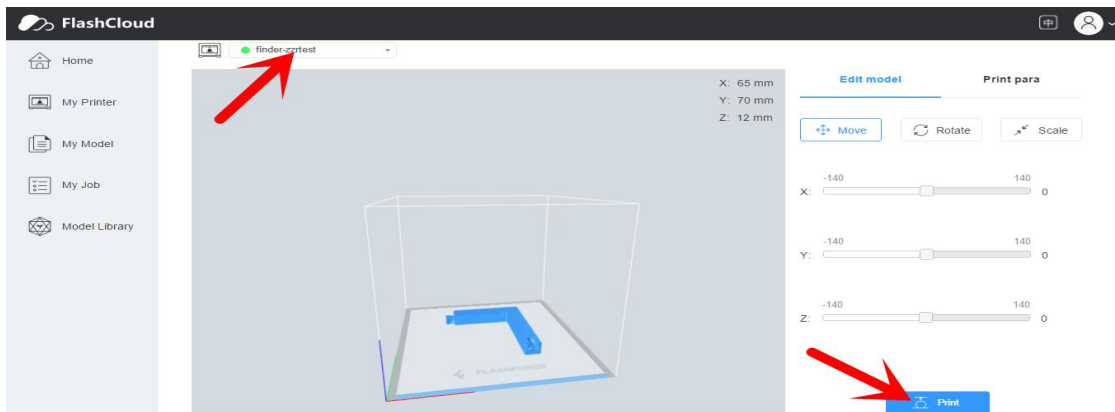 FlashCloud
中
Home
My Printer
My Model
My Job
Model Library
finder-zzrtest
X: 65 mm
Y: 70 mm
Z: 12 mm
FLASHFORGE
Edit model
Print para
Move
Rotate
Scale
-140
140
X:
0
-140
140
Y:
0
-140
140
Z:
0
Print